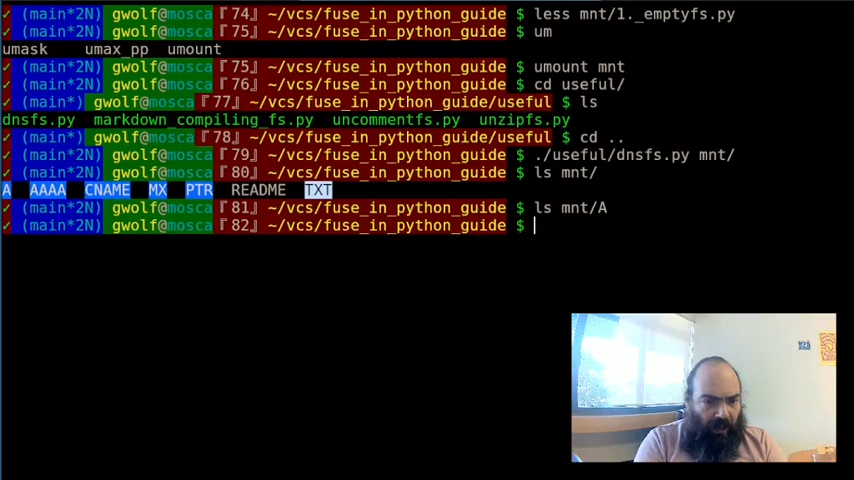 ✓ (main*2N) gwolf@mosca『74』~/vcs/fuse_in_python_guide $ less mnt/1._emptyfs.py
✓ (main*2N) gwolf@mosca『75』~/vcs/fuse_in_python_guide $ um
umask umax_pp umount
✓ (main*2N) gwolf@mosca『75』~/vcs/fuse_in_python_guide $ umount mnt
✓ (main*2N) gwolf@mosca『76』~/vcs/fuse_in_python_guide $ cd useful/
✓ (main*) gwolf@mosca『77』~/vcs/fuse_in_python_guide/useful $ ls
dnsfs.py markdown_compiling_fs.py uncommentfs.py unzipfs.py
✓ (main*) gwolf@mosca『78』~/vcs/fuse_in_python_guide/useful $ cd ..
✓ (main*2N) gwolf@mosca『79』~/vcs/fuse_in_python_guide $ ./useful/dnsfs.py mnt/
✓ (main*2N) gwolf@mosca『80』~/vcs/fuse_in_python_guide $ ls mnt/
A AAAA CNAME MX PTR README TXT
✓ (main*2N) gwolf@mosca『81』~/vcs/fuse_in_python_guide $ ls mnt/A
✓ (main*2N) gwolf@mosca『82』~/vcs/fuse_in_python_guide $